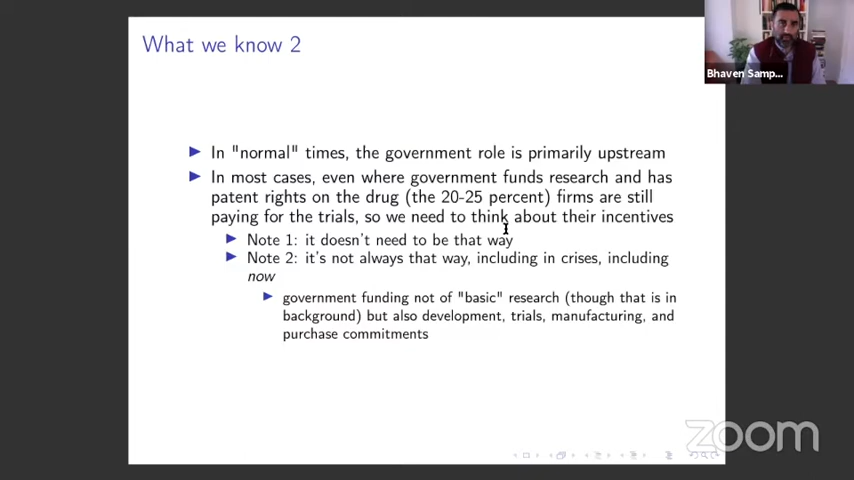 What we know 2
Bhaven Samp...
In "normal" times, the government role is primarily upstream
In most cases, even where government funds research and has
patent rights on the drug (the 20-25 percent) firms are still
paying for the trials, so we need to think about their incentives
Note 1: it doesn't need to be that way
Note 2: it's not always that way, including in crises, including
now
government funding not of "basic" research (though that is in
background) but also development, trials, manufacturing, and
purchase commitments
zoom